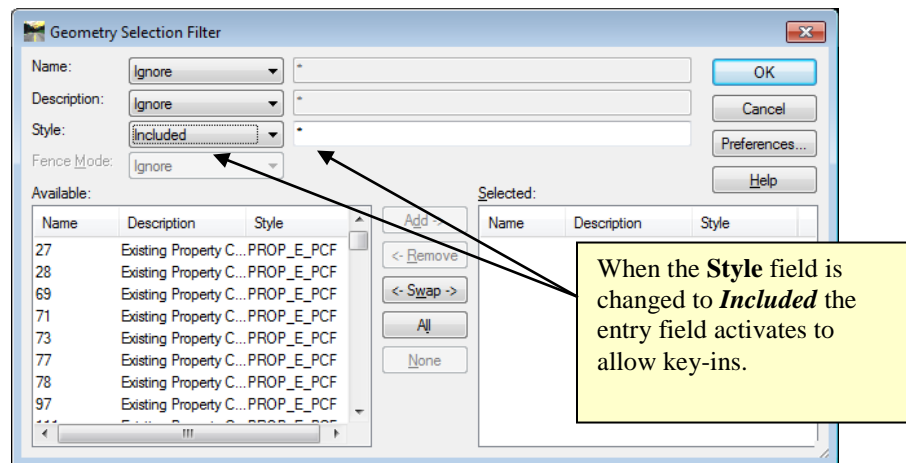 Geometry Selection Filter
Name: Ignore *
OK
Description: Ignore *
Cancel
Style: Included *
Preferences...
Fence Mode: Ignore
Help
Available:
Selected:
Name Description Style
27 Existing Property C... PROP_E_PCF
28 Existing Property C... PROP_E_PCF
69 Existing Property C... PROP_E_PCF
71 Existing Property C... PROP_E_PCF
73 Existing Property C... PROP_E_PCF
77 Existing Property C... PROP_E_PCF
78 Existing Property C... PROP_E_PCF
97 Existing Property C... PROP_E_PCF
Add ->
<- Remove
<- Swap ->
All
None
Name Description Style
When the Style field is
changed to Included the
entry field activates to
allow key-ins.